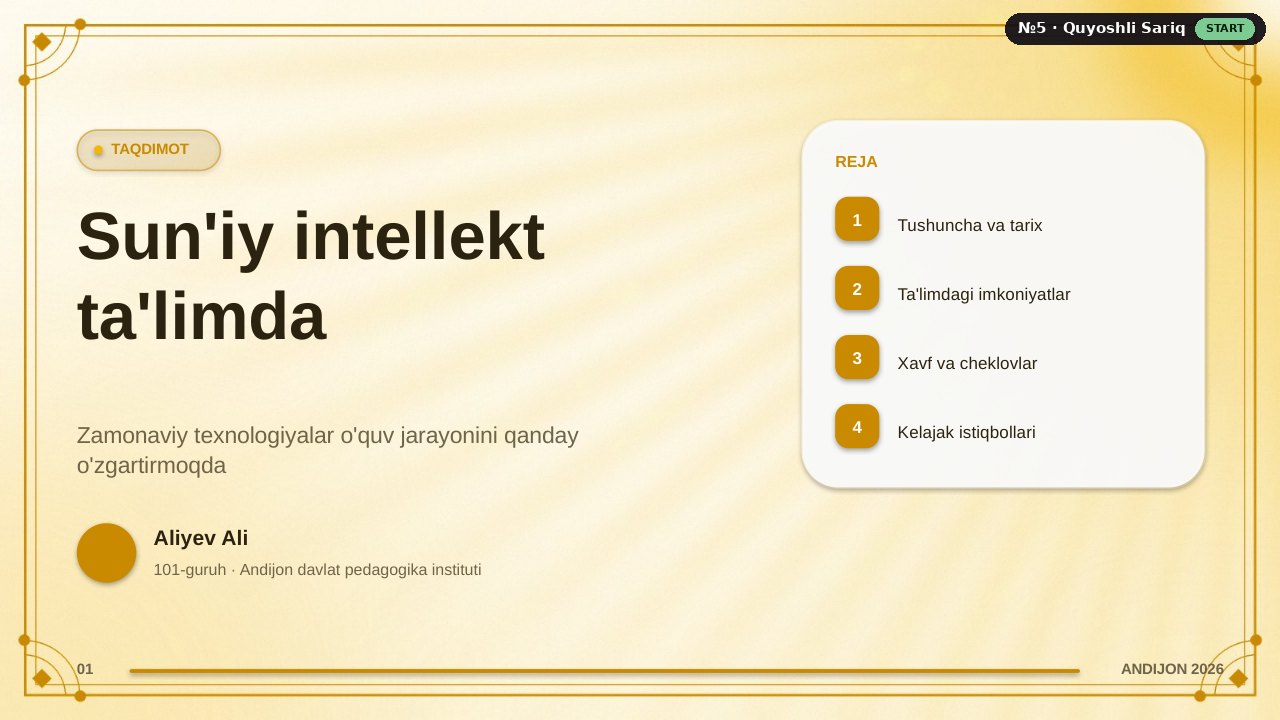 №5 · Quyoshli Sariq START
TAQDIMOT
Sun'iy intellekt
ta'limda
Zamonaviy texnologiyalar o'quv jarayonini qanday
o'zgartirmoqda
Aliyev Ali
101-guruh · Andijon davlat pedagogika instituti
REJA
1 Tushuncha va tarix
2 Ta'limdagi imkoniyatlar
3 Xavf va cheklovlar
4 Kelajak istiqbollari
01
ANDIJON 2026